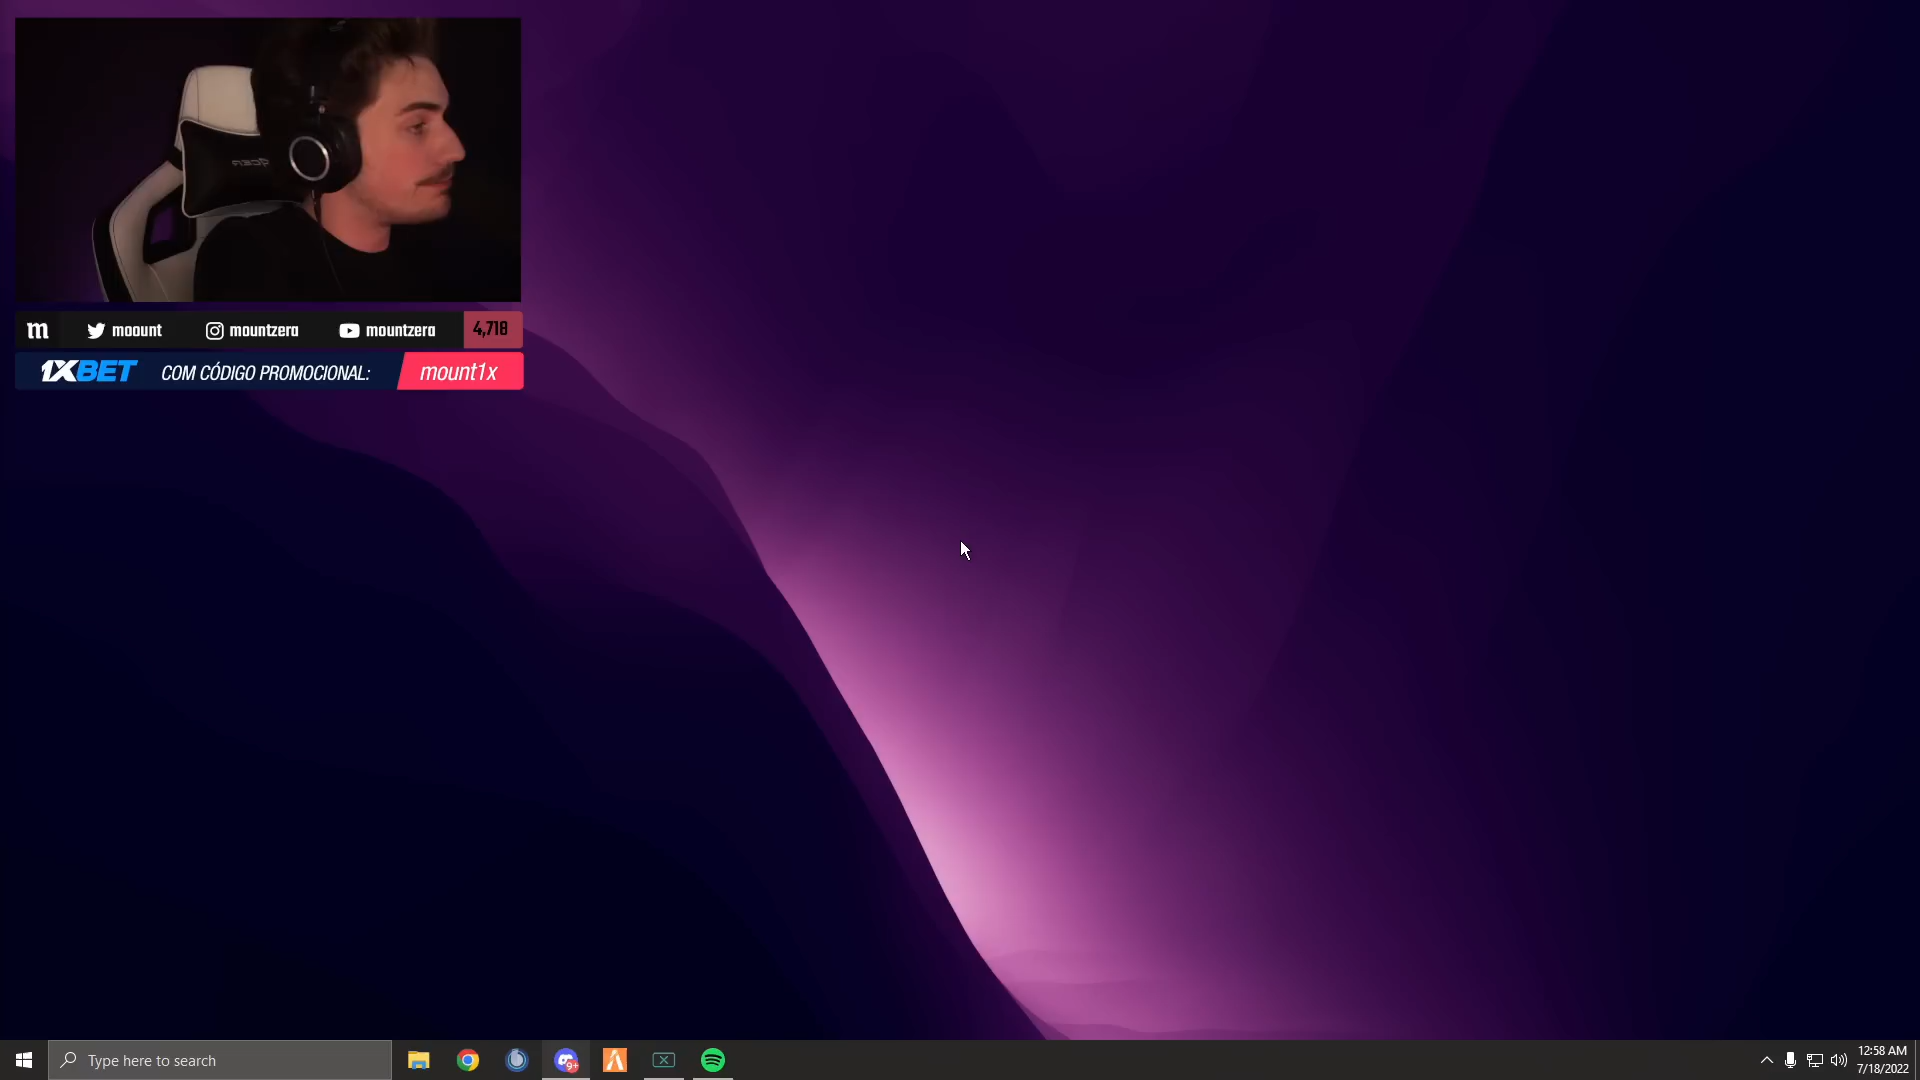 m moount mountzera mountzera 4,718
1XBET COM CÓDIGO PROMOCIONAL: mount1x
Type here to search
9+
12:58 AM
7/18/2022